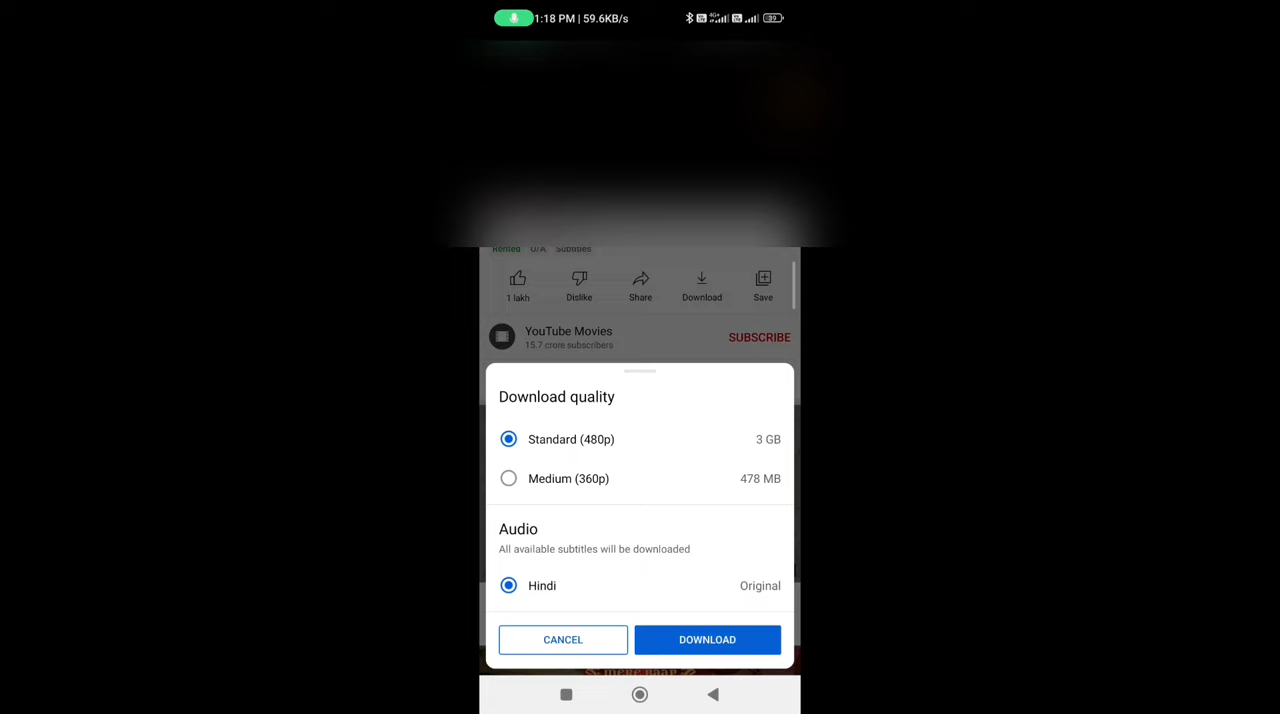 1:18 PM | 59.6KB/s
4G+
39
Rented U/A Subtitles
1 lakh
Dislike
Share
Download
Save
YouTube Movies
15.7 crore subscribers
SUBSCRIBE
Download quality
Standard (480p) 3 GB
Medium (360p) 478 MB
Audio
All available subtitles will be downloaded
Hindi Original
CANCEL DOWNLOAD